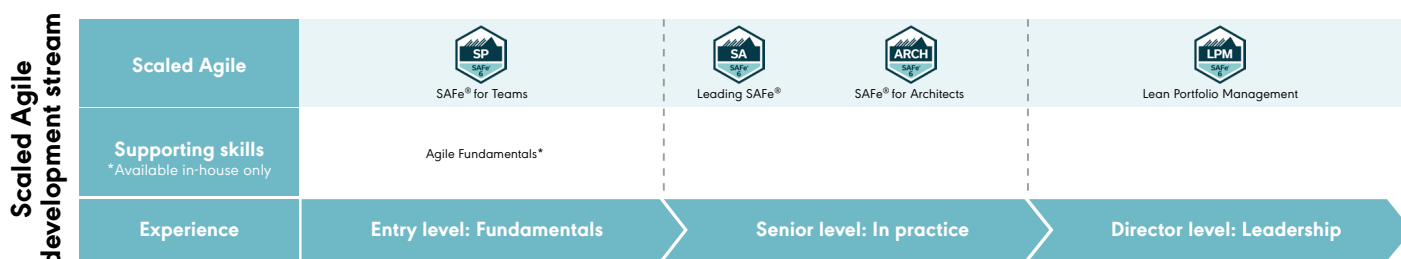 Scaled Agile
development stream
Scaled Agile
SP
SAFe®
6
SAFe® for Teams
SA
SAFe®
6
Leading SAFe®
ARCH
SAFe®
6
SAFe® for Architects
LPM
SAFe®
6
Lean Portfolio Management
Supporting skills
*Available in-house only
Agile Fundamentals*
Experience
Entry level: Fundamentals
Senior level: In practice
Director level: Leadership